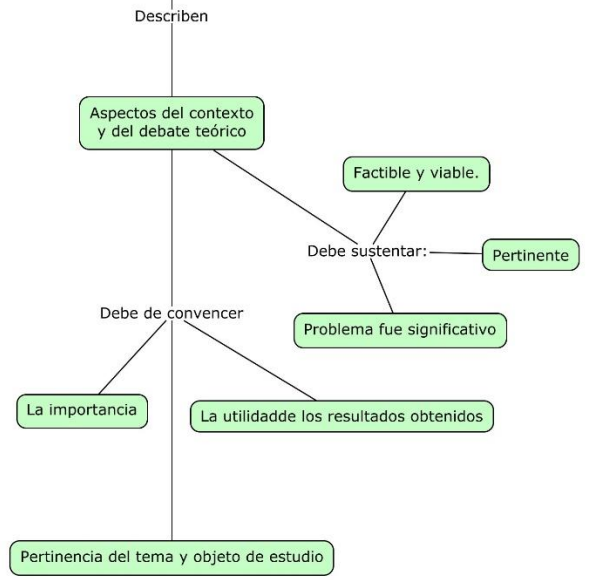 Describen
Aspectos del contexto
y del debate teórico
Factible y viable.
Debe sustentar:
Pertinente
Debe de convencer
Problema fue significativo
La importancia
La utilidadde los resultados obtenidos
Pertinencia del tema y objeto de estudio